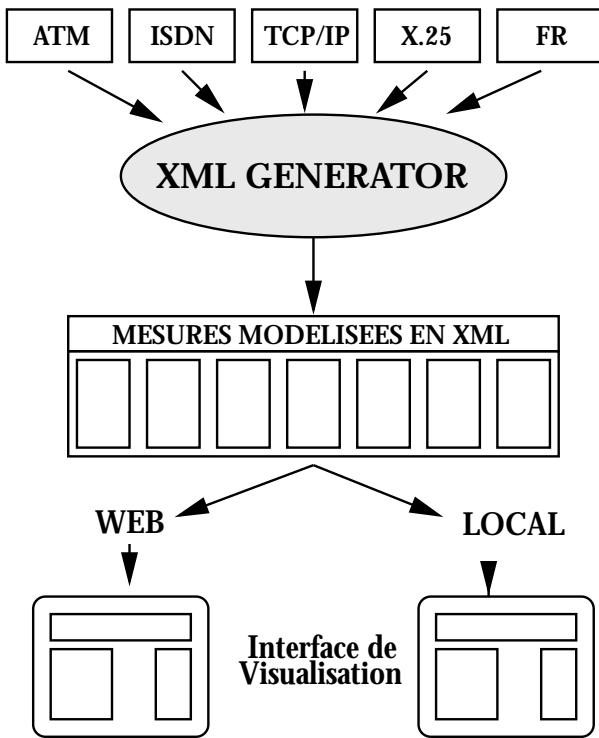 ATM
ISDN
TCP/IP
X.25
FR
XML GENERATOR
MESURES MODELISEES EN XML
WEB
LOCAL
Interface de
Visualisation